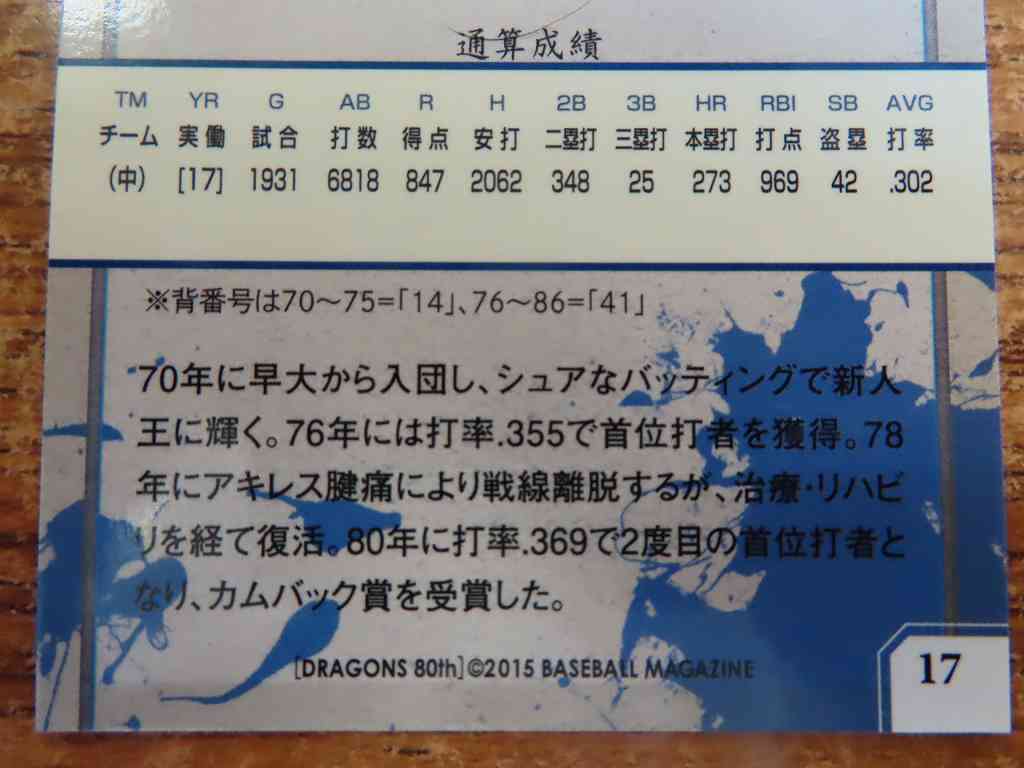 通算成績
TM YR G AB R H 2B 3B HR RBI SB AVG
チーム 実働 試合 打数 得点 安打 二塁打 三塁打 本塁打 打点 盗塁 打率
(中) [17] 1931 6818 847 2062 348 25 273 969 42 .302
※背番号は70～75=「14」、76～86=「41」
70年に早大から入団し、シュアなバッティングで新人
王に輝く。76年には打率.355で首位打者を獲得。78
年にアキレス腱痛により戦線離脱するが、治療・リハビ
リを経て復活。80年に打率.369で2度目の首位打者と
なり、カムバック賞を受賞した。
[DRAGONS 80th]©2015 BASEBALL MAGAZINE
17